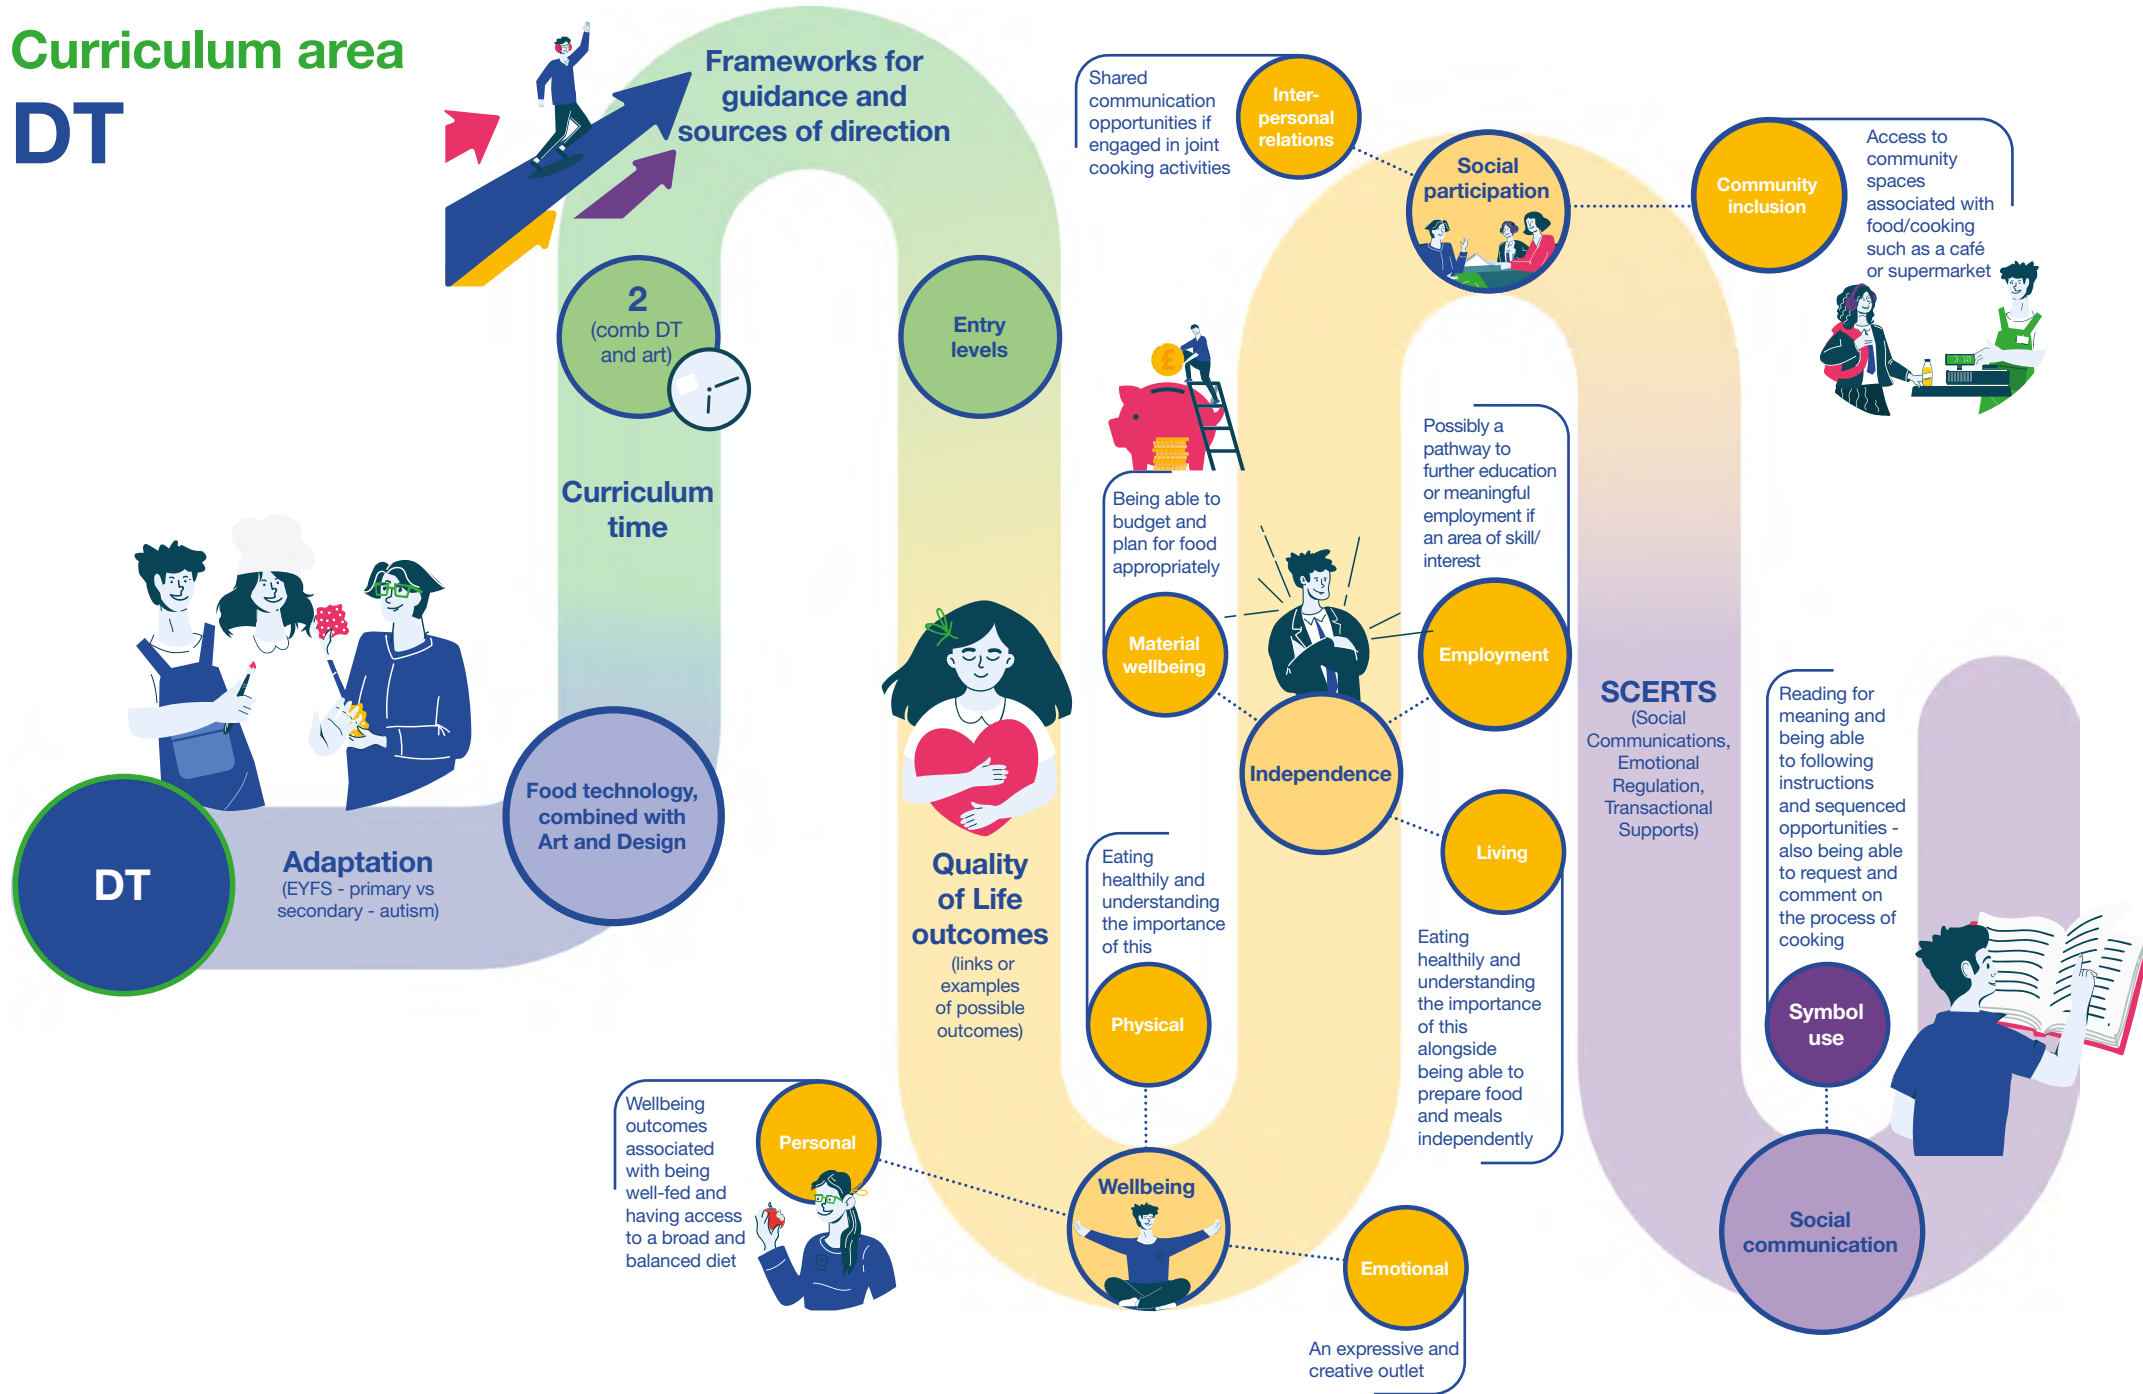 Curriculum area
DT
DT
Adaptation
(EYFS - primary vs
secondary - autism)
Food technology,
combined with
Art and Design
Curriculum
time
2
(comb DT
and art)
Frameworks for
guidance and
sources of direction
Entry
levels
Quality
of Life
outcomes
(links or
examples
of possible
outcomes)
Wellbeing
outcomes
associated
with being
well-fed and
having access
to a broad and
balanced diet
Personal
Eating
healthily and
understanding
the importance
of this
Physical
Wellbeing
Emotional
An expressive and
creative outlet
Being able to
budget and
plan for food
appropriately
Material
wellbeing
£
Independence
Possibly a
pathway to
further education
or meaningful
employment if
an area of skill/
interest
Employment
Living
Eating
healthily and
understanding
the importance
of this
alongside
being able to
prepare food
and meals
independently
Shared
communication
opportunities if
engaged in joint
cooking activities
Inter-
personal
relations
Social
participation
Community
inclusion
Access to
community
spaces
associated with
food/cooking
such as a café
or supermarket
3.10
SCERTS
(Social
Communications,
Emotional
Regulation,
Transactional
Supports)
Reading for
meaning and
being able
to following
instructions
and sequenced
opportunities -
also being able
to request and
comment on
the process of
cooking
Symbol
use
Social
communication